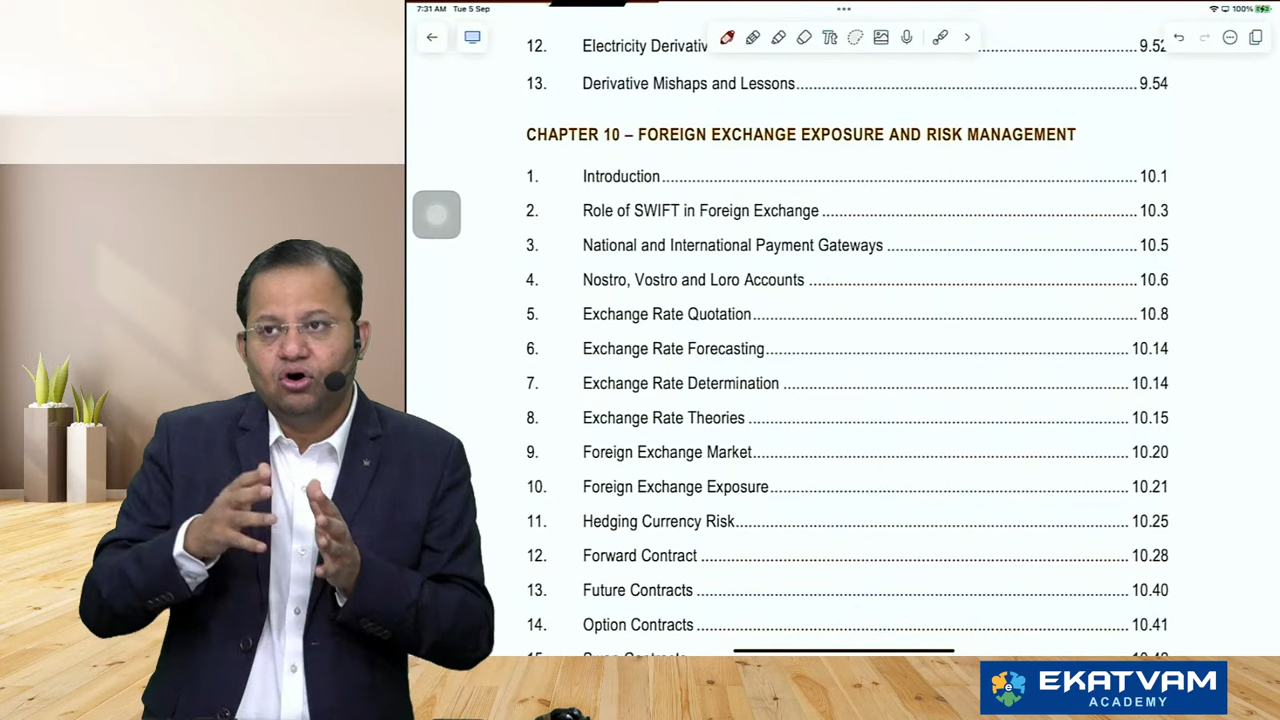 7:31 AM Tue 5 Sep
100%
12. Electricity Derivativ 9.52
13. Derivative Mishaps and Lessons 9.54
CHAPTER 10 – FOREIGN EXCHANGE EXPOSURE AND RISK MANAGEMENT
1. Introduction 10.1
2. Role of SWIFT in Foreign Exchange 10.3
3. National and International Payment Gateways 10.5
4. Nostro, Vostro and Loro Accounts 10.6
5. Exchange Rate Quotation 10.8
6. Exchange Rate Forecasting 10.14
7. Exchange Rate Determination 10.14
8. Exchange Rate Theories 10.15
9. Foreign Exchange Market 10.20
10. Foreign Exchange Exposure 10.21
11. Hedging Currency Risk 10.25
12. Forward Contract 10.28
13. Future Contracts 10.40
14. Option Contracts 10.41
EKATVAM
ACADEMY